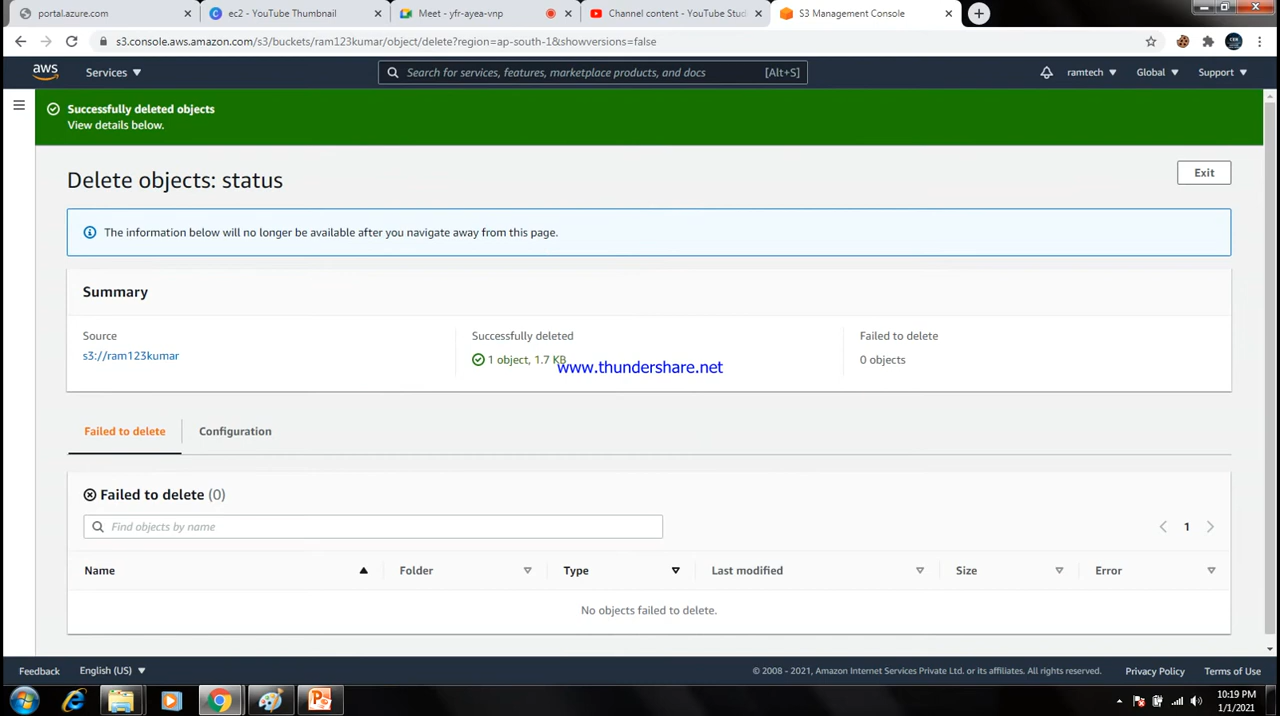 portal.azure.com
ec2 - YouTube Thumbnail
Meet - yfr-ayea-vwj
Channel content - YouTube Stud
S3 Management Console
s3.console.aws.amazon.com/s3/buckets/ram123kumar/object/delete?region=ap-south-1&showversions=false
aws
Services
Search for services, features, marketplace products, and docs
[Alt+S]
ramtech
Global
Support
Successfully deleted objects
View details below.
Delete objects: status
Exit
The information below will no longer be available after you navigate away from this page.
Summary
Source
Successfully deleted
Failed to delete
s3://ram123kumar
1 object, 1.7 KB
0 objects
www.thundershare.net
Failed to delete
Configuration
Failed to delete (0)
Find objects by name
1
Name
Folder
Type
Last modified
Size
Error
No objects failed to delete.
Feedback
English (US)
© 2008 - 2021, Amazon Internet Services Private Ltd. or its affiliates. All rights reserved.
Privacy Policy
Terms of Use
10:19 PM
1/1/2021